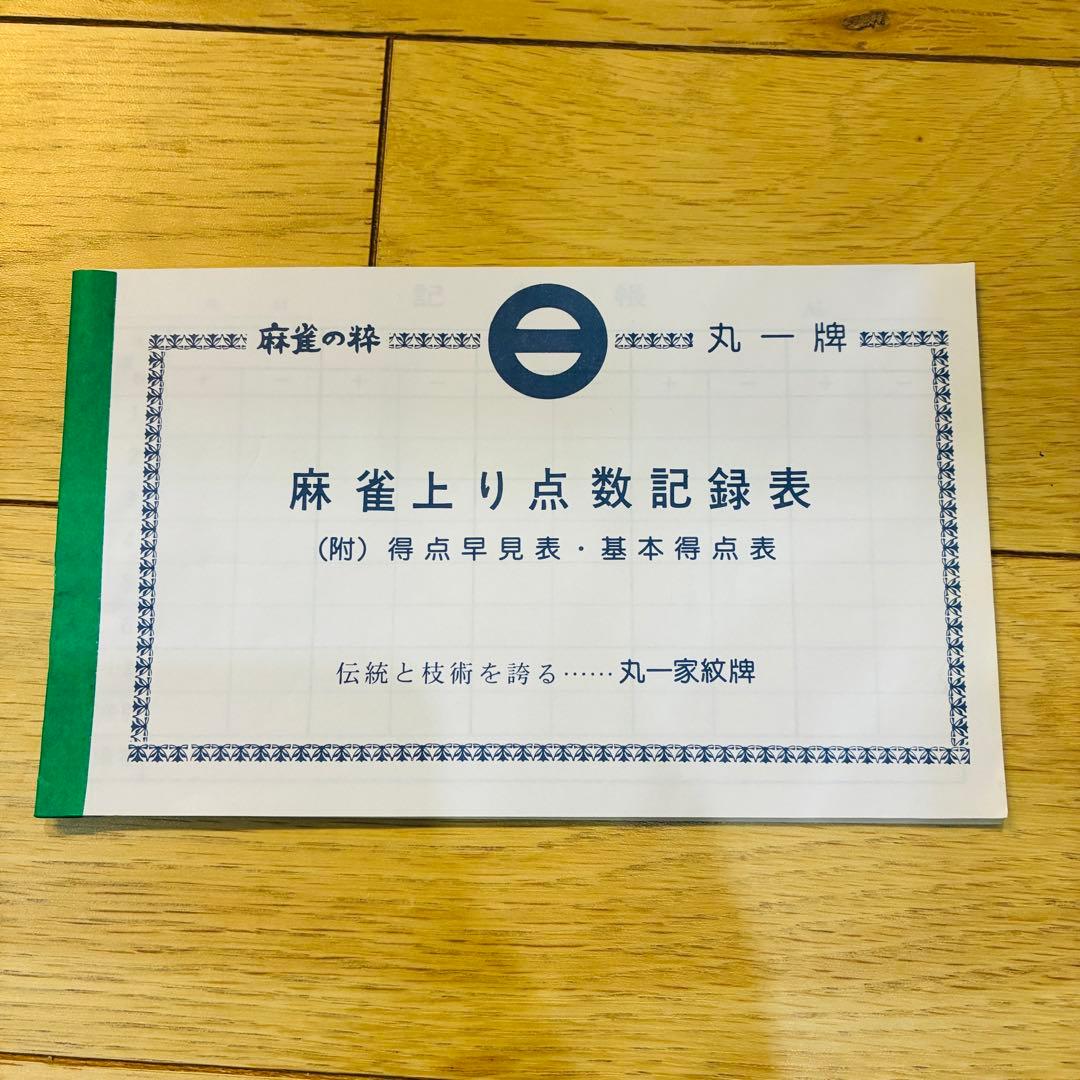 麻雀の粋 丸一牌
麻雀上り点数記録表
(附) 得点早見表・基本得点表
伝統と枝術を誇る……丸一家紋牌